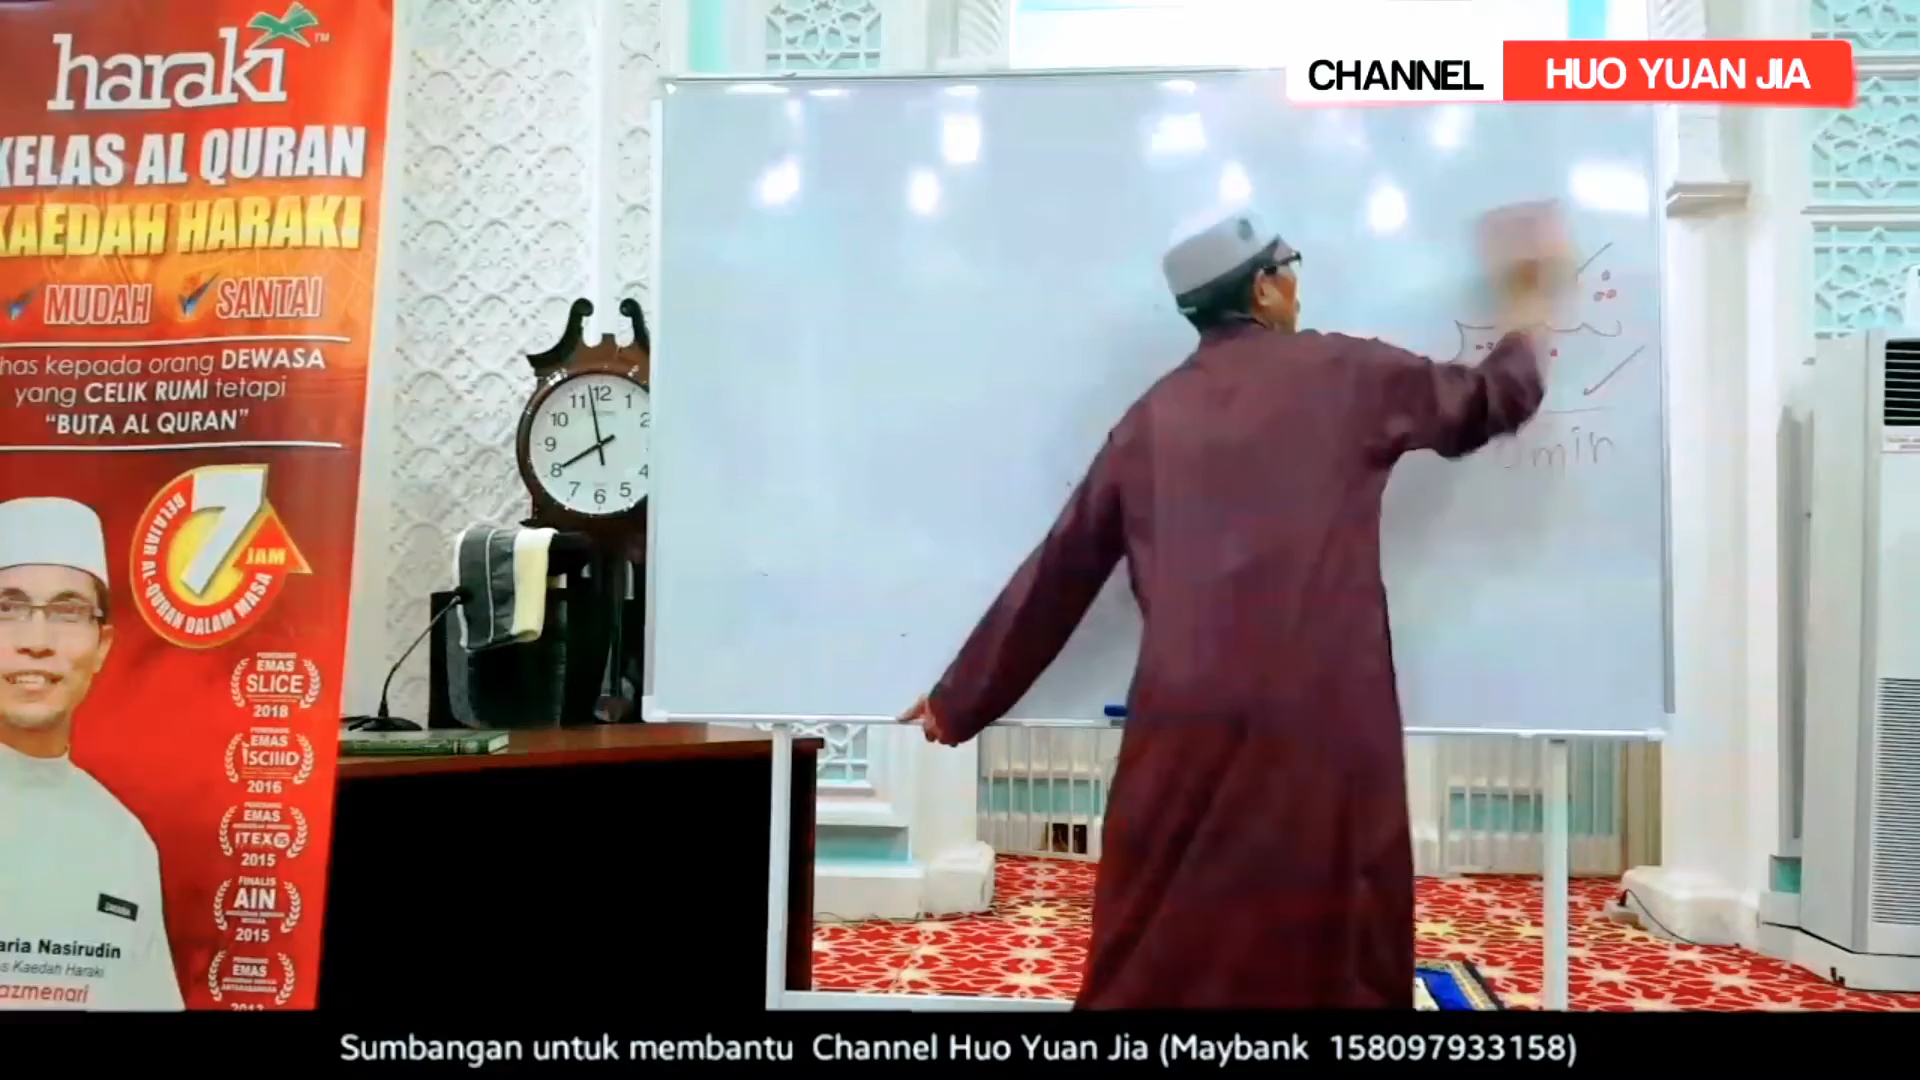 haraki™
KELAS AL QURAN
KAEDAH HARAKI
MUDAH SANTAI
has kepada orang DEWASA
yang CELIK RUMI tetapi
"BUTA AL QURAN"
7
JAM
BELAJAR AL-QURAN DALAM MASA
EMAS
SLICE
2018
EMAS
ISCIIID
2016
EMAS
ITEX
2015
FINALIS
AIN
2015
EMAS
aria Nasirudin
s Kaedah Haraki
azmenari
11 12 1
10 2
9
8 4
7 6 5
CHANNEL HUO YUAN JIA
min
Sumbangan untuk membantu Channel Huo Yuan Jia (Maybank 158097933158)